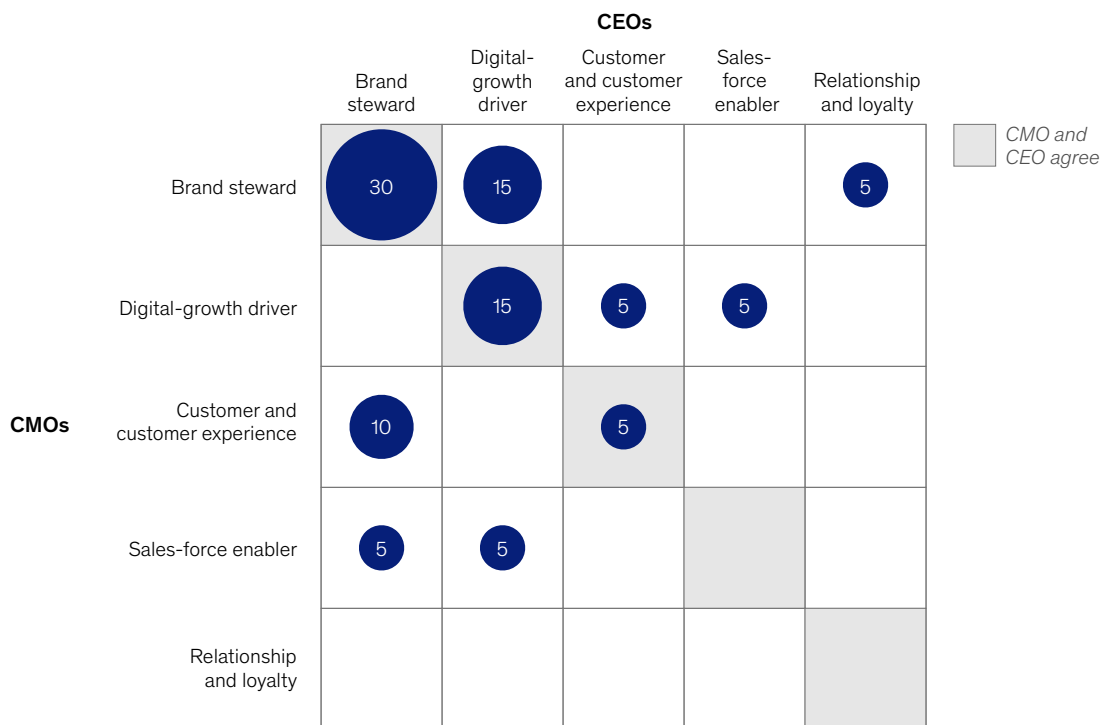 CEOs
Brand
steward
Digital-
growth
driver
Customer
and customer
experience
Sales-
force
enabler
Relationship
and loyalty
CMO and
CEO agree
Brand steward
30
15
5
Digital-growth driver
15
5
5
CMOs
Customer and
customer experience
10
5
Sales-force enabler
5
5
Relationship
and loyalty